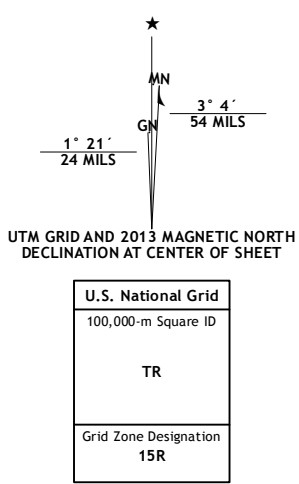 ★
MN
GN
3° 4´
54 MILS
1° 21´
24 MILS
UTM GRID AND 2013 MAGNETIC NORTH
DECLINATION AT CENTER OF SHEET
U.S. National Grid
100,000-m Square ID
TR
Grid Zone Designation
15R